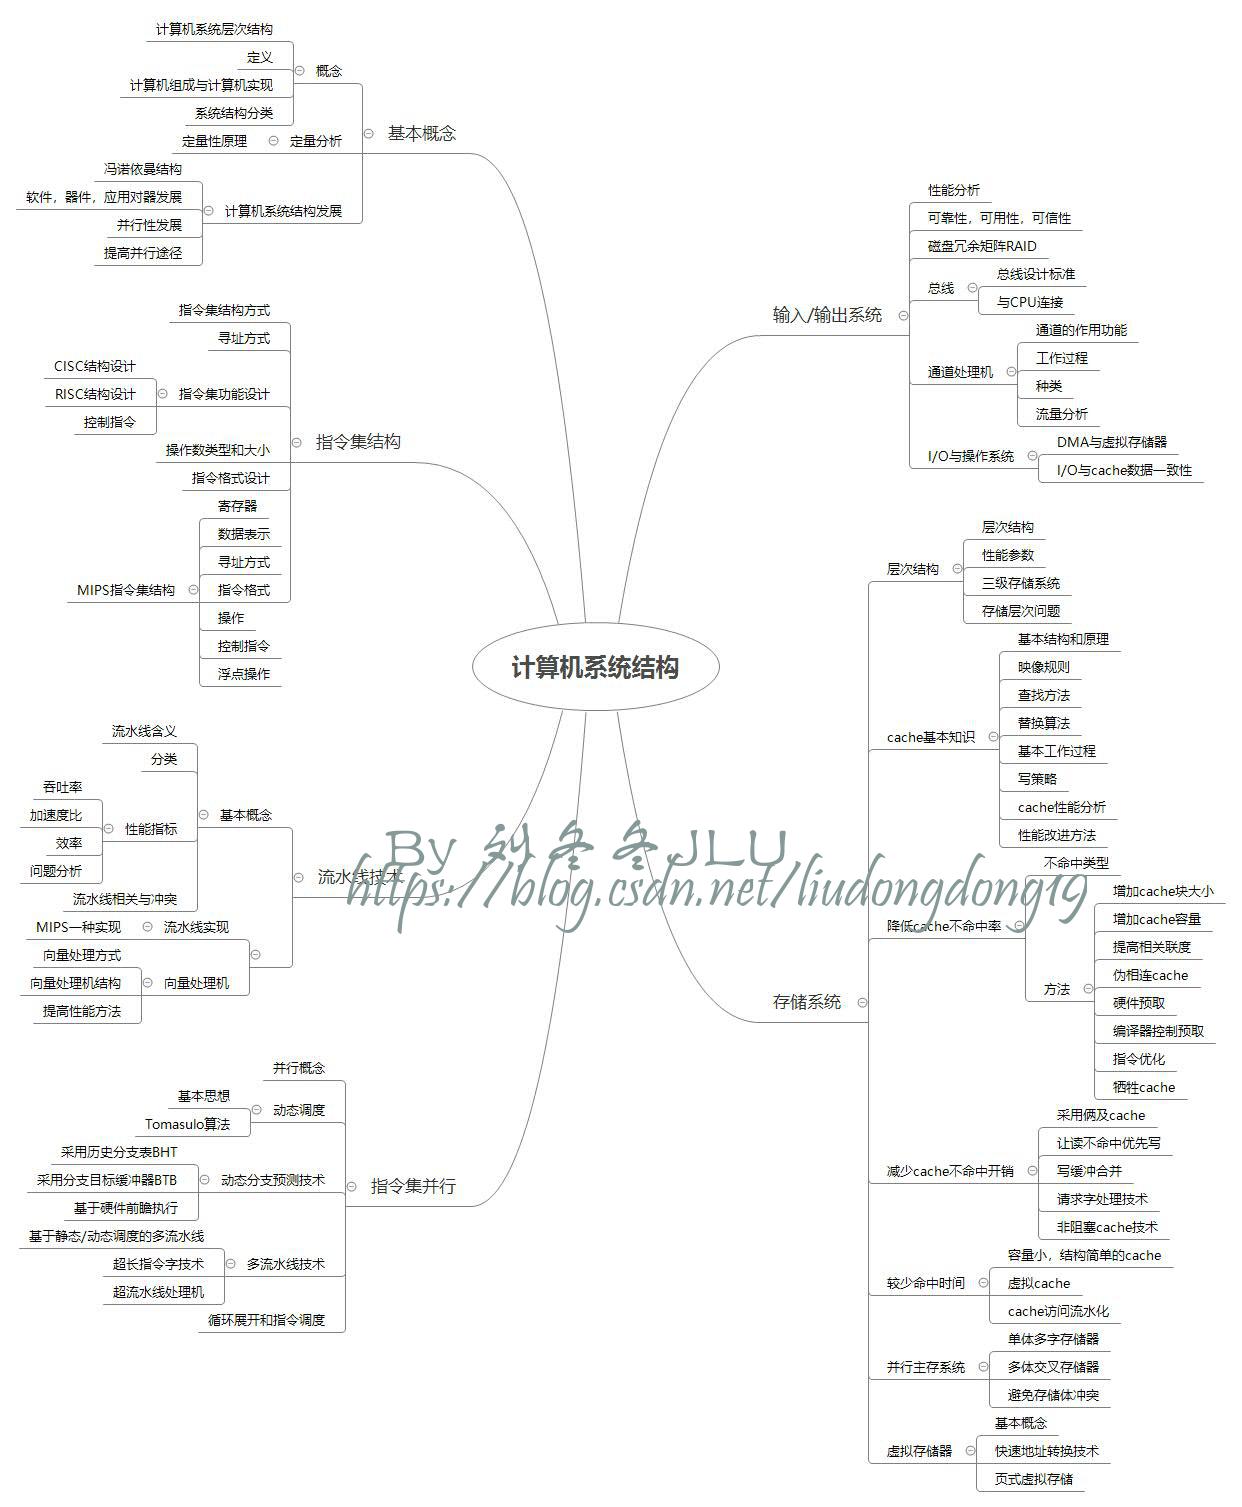 计算机系统结构
基本概念
概念
计算机系统层次结构
定义
计算机组成与计算机实现
系统结构分类
定量分析
定量性原理
计算机系统结构发展
冯诺依曼结构
软件，器件，应用对器发展
并行性发展
提高并行途径
指令集结构
指令集结构方式
寻址方式
指令集功能设计
CISC结构设计
RISC结构设计
控制指令
操作数类型和大小
指令格式设计
MIPS指令集结构
寄存器
数据表示
寻址方式
指令格式
操作
控制指令
浮点操作
流水线技术
基本概念
流水线含义
分类
性能指标
吞吐率
加速度比
效率
问题分析
流水线相关与冲突
流水线实现
MIPS一种实现
向量处理机
向量处理方式
向量处理机结构
提高性能方法
指令集并行
并行概念
动态调度
基本思想
Tomasulo算法
动态分支预测技术
采用历史分支表BHT
采用分支目标缓冲器BTB
基于硬件前瞻执行
多流水线技术
基于静态/动态调度的多流水线
超长指令字技术
超流水线处理机
循环展开和指令调度
输入/输出系统
性能分析
可靠性，可用性，可信性
磁盘冗余矩阵RAID
总线
总线设计标准
与CPU连接
通道处理机
通道的作用功能
工作过程
种类
流量分析
I/O与操作系统
DMA与虚拟存储器
I/O与cache数据一致性
存储系统
层次结构
层次结构
性能参数
三级存储系统
存储层次问题
cache基本知识
基本结构和原理
映像规则
查找方法
替换算法
基本工作过程
写策略
cache性能分析
性能改进方法
降低cache不命中率
不命中类型
方法
增加cache块大小
增加cache容量
提高相关联度
伪相连cache
硬件预取
编译器控制预取
指令优化
牺牲cache
减少cache不命中开销
采用俩及cache
让读不命中优先写
写缓冲合并
请求字处理技术
非阻塞cache技术
较少命中时间
容量小，结构简单的cache
虚拟cache
cache访问流水化
并行主存系统
单体多字存储器
多体交叉存储器
避免存储体冲突
虚拟存储器
基本概念
快速地址转换技术
页式虚拟存储
By 刘冬冬JLU
https://blog.csdn.net/liudongdong19